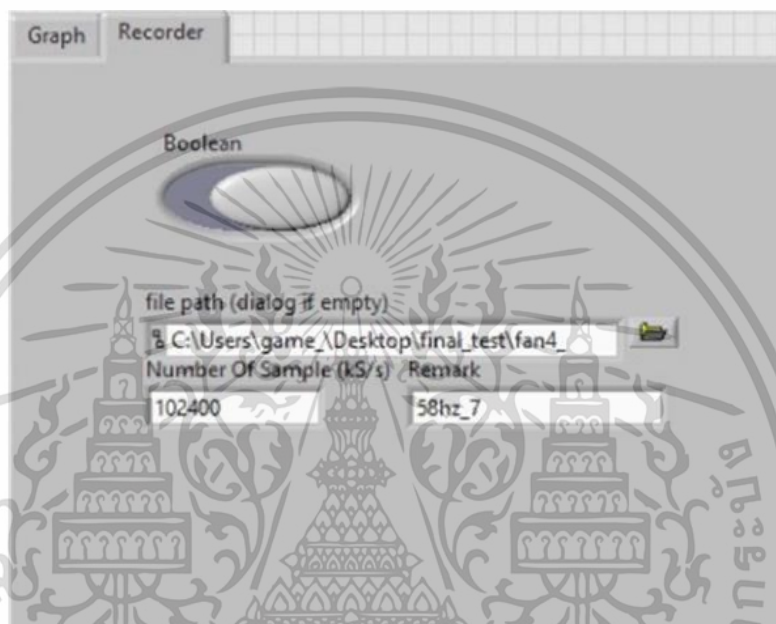 Graph Recorder
Boolean
file path (dialog if empty)
C:\Users\game_\Desktop\final_test\fan4_
Number Of Sample (kS/s) Remark
102400 58hz_7